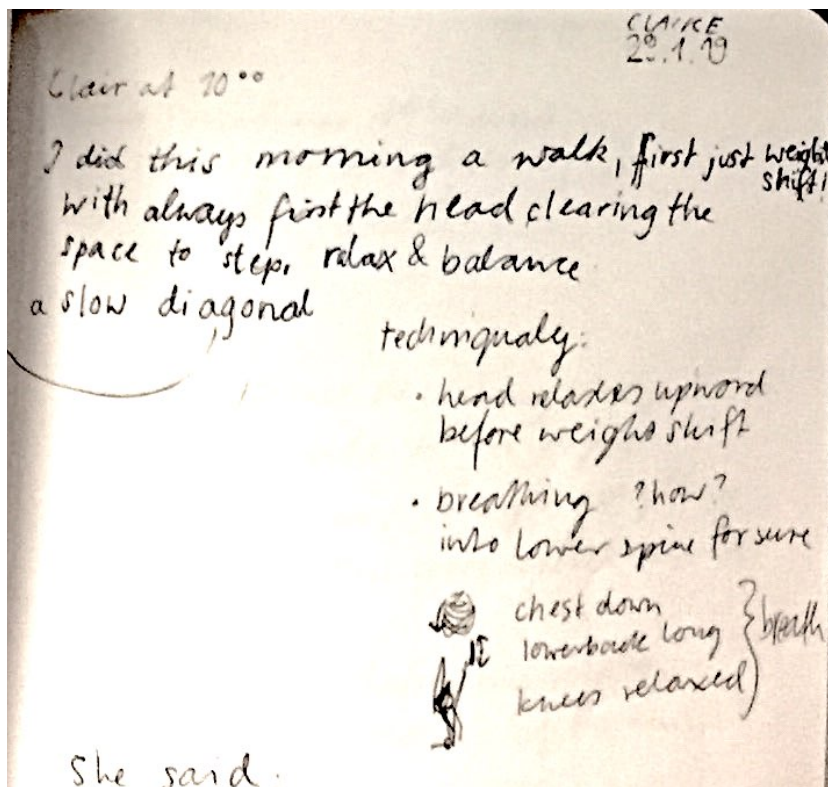 29.1.19
Clair at 10°°
I did this morning a walk, first just weight shift!
with always first the head clearing the
space to step, relax & balance
a slow diagonal
techniqualy:
• head relaxes upword
before weight shift
• breathing ?how?
into lower spine for sure
chest down
lowerback long
knees relaxed
breath
She said.